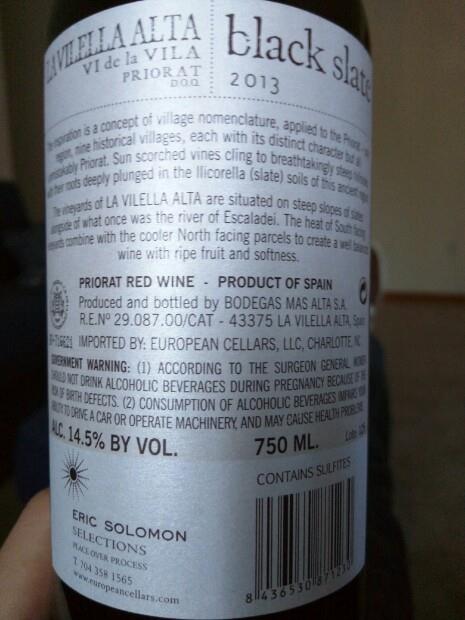 LA VILELLA ALTA
VI de la VILA
PRIORAT
D.O.Q.
black slate
2013
inspiration is a concept of village nomenclature, applied to the Priorat
region, nine historical villages, each with its distinct character but all
unmistakably Priorat. Sun scorched vines cling to breathtakingly steep
their roots deeply plunged in the llicorella (slate) soils of this ancient region
The vineyards of LA VILELLA ALTA are situated on steep slopes of slates
alongside of what once was the river of Escaladei. The heat of South facing
vineyards combine with the cooler North facing parcels to create a well balanced
wine with ripe fruit and softness.
PRIORAT RED WINE - PRODUCT OF SPAIN
Produced and bottled by BODEGAS MAS ALTA S.A.
R.E.Nº 29.087.00/CAT - 43375 LA VILELLA ALTA, Spain
IMPORTED BY: EUROPEAN CELLARS, LLC, CHARLOTTE, NC
GOVERNMENT WARNING: (1) ACCORDING TO THE SURGEON GENERAL, WOMEN
SHOULD NOT DRINK ALCOHOLIC BEVERAGES DURING PREGNANCY BECAUSE OF THE
RISK OF BIRTH DEFECTS. (2) CONSUMPTION OF ALCOHOLIC BEVERAGES IMPAIRS YOUR
ABILITY TO DRIVE A CAR OR OPERATE MACHINERY, AND MAY CAUSE HEALTH PROBLEMS.
ALC. 14.5% BY VOL.
750 ML.
CONTAINS SULFITES
ERIC SOLOMON
SELECTIONS
PLACE OVER PROCESS
T 704 358 1565
www.europeancellars.com
8 436530 871230